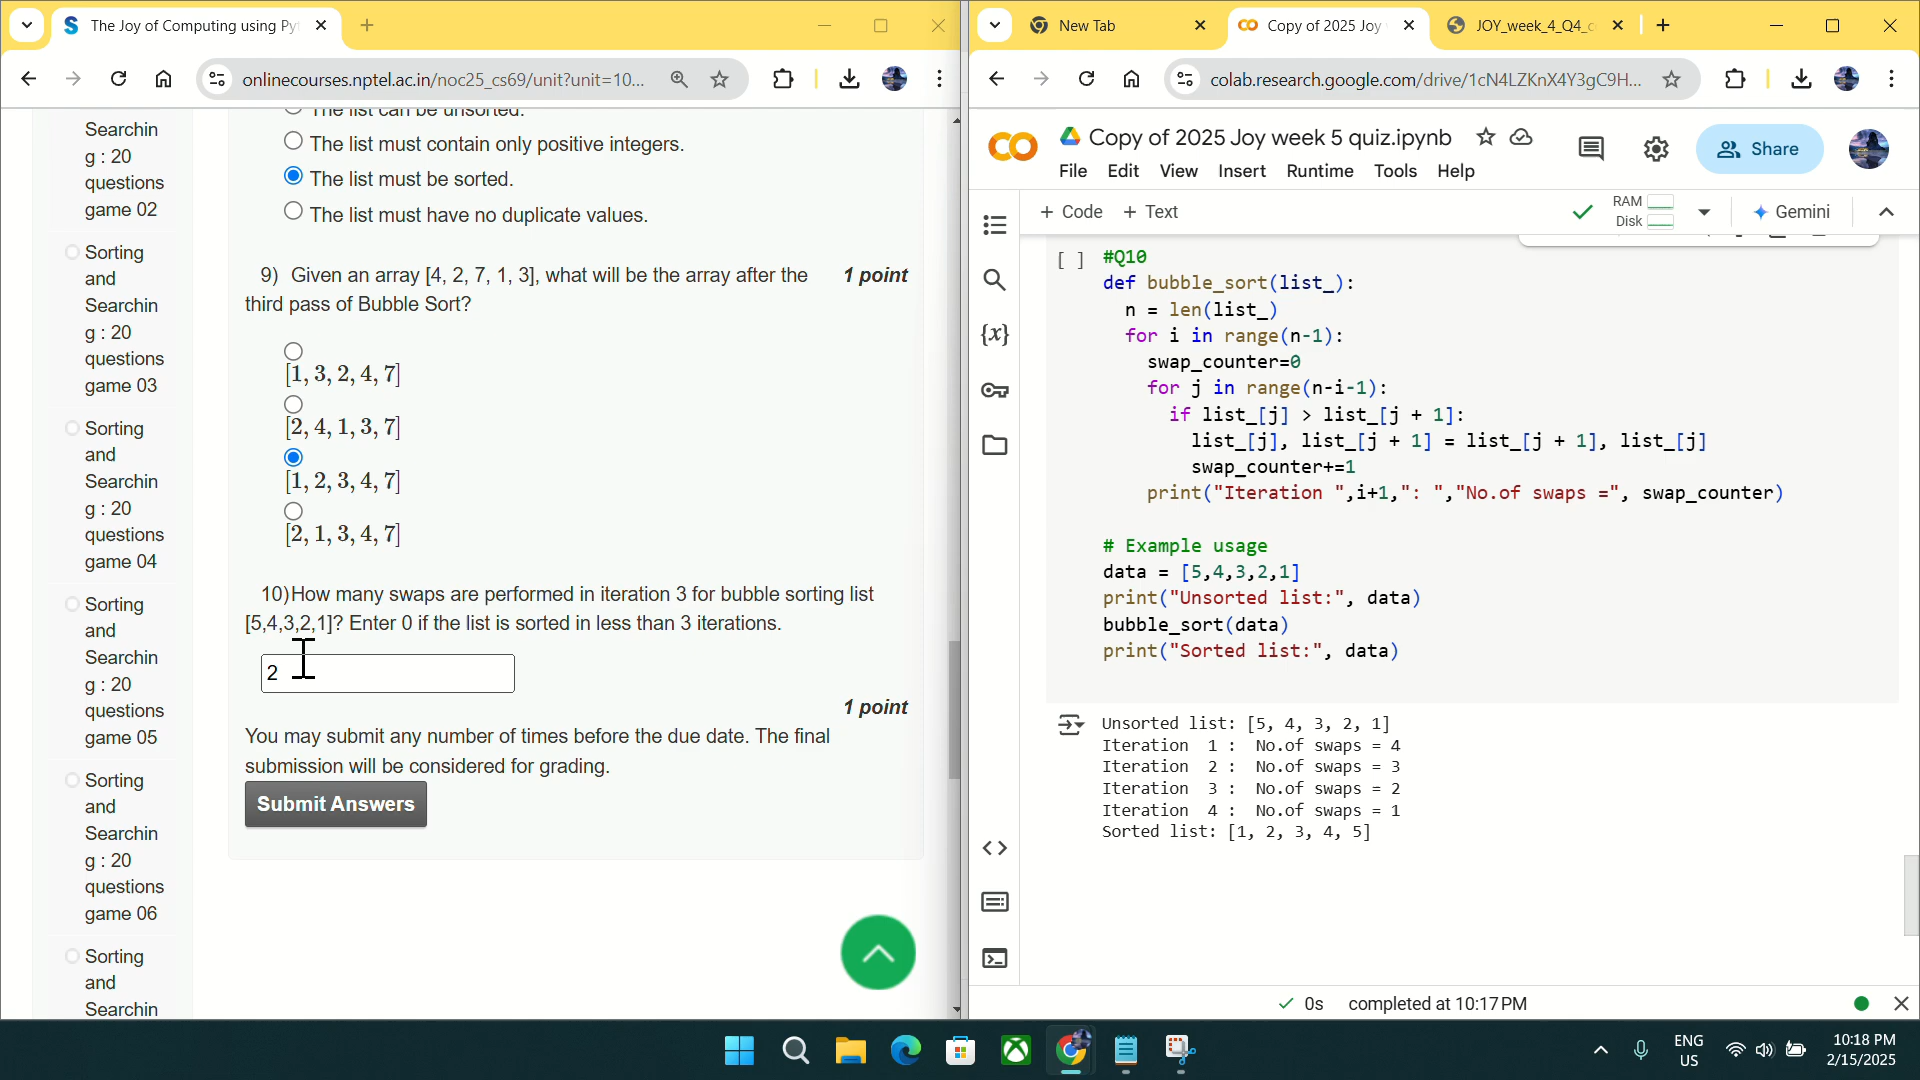 The Joy of Computing using Py
onlinecourses.nptel.ac.in/noc25_cs69/unit?unit=10...
Searchin
g : 20
questions
game 02
Sorting
and
Searchin
g : 20
questions
game 03
Sorting
and
Searchin
g : 20
questions
game 04
Sorting
and
Searchin
g : 20
questions
game 05
Sorting
and
Searchin
g : 20
questions
game 06
Sorting
and
Searchin
The list can be unsorted.
The list must contain only positive integers.
The list must be sorted.
The list must have no duplicate values.
9) Given an array [4, 2, 7, 1, 3], what will be the array after the 1 point
third pass of Bubble Sort?
[1, 3, 2, 4, 7]
[2, 4, 1, 3, 7]
[1, 2, 3, 4, 7]
[2, 1, 3, 4, 7]
10)How many swaps are performed in iteration 3 for bubble sorting list
[5,4,3,2,1]? Enter 0 if the list is sorted in less than 3 iterations.
2
1 point
You may submit any number of times before the due date. The final
submission will be considered for grading.
Submit Answers
New Tab
Copy of 2025 Joy
JOY_week_4_Q4_c
colab.research.google.com/drive/1cN4LZKnX4Y3gC9H...
Copy of 2025 Joy week 5 quiz.ipynb
Share
File Edit View Insert Runtime Tools Help
+ Code + Text
RAM
Disk
Gemini
[ ] #Q10
def bubble_sort(list_):
n = len(list_)
for i in range(n-1):
swap_counter=0
for j in range(n-i-1):
if list_[j] > list_[j + 1]:
list_[j], list_[j + 1] = list_[j + 1], list_[j]
swap_counter+=1
print("Iteration ",i+1,": ","No.of swaps =", swap_counter)
# Example usage
data = [5,4,3,2,1]
print("Unsorted list:", data)
bubble_sort(data)
print("Sorted list:", data)
Unsorted list: [5, 4, 3, 2, 1]
Iteration 1 : No.of swaps = 4
Iteration 2 : No.of swaps = 3
Iteration 3 : No.of swaps = 2
Iteration 4 : No.of swaps = 1
Sorted list: [1, 2, 3, 4, 5]
0s completed at 10:17 PM
ENG
US
10:18 PM
2/15/2025